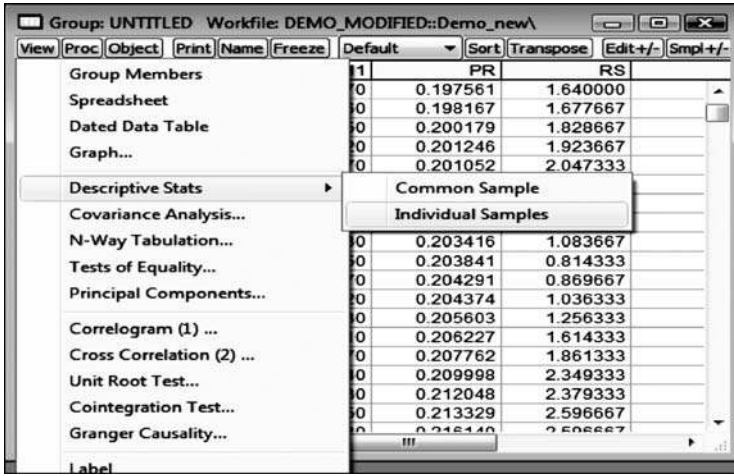 Group: UNTITLED Workfile: DEMO_MODIFIED::Demo_new\
View Proc Object Print Name Freeze Default Sort Transpose Edit+/- Smpl+/-
Group Members
Spreadsheet
Dated Data Table
Graph...
Descriptive Stats
Covariance Analysis...
N-Way Tabulation...
Tests of Equality...
Principal Components...
Correlogram (1) ...
Cross Correlation (2) ...
Unit Root Test...
Cointegration Test...
Granger Causality...
Label
Common Sample
Individual Samples
11 PR RS
0.197561 1.640000
0.198167 1.677667
0.200179 1.828667
0.201246 1.923667
0.201052 2.047333
0.203416 1.083667
0.203841 0.814333
0.204291 0.869667
0.204374 1.036333
0.205603 1.256333
0.206227 1.614333
0.207762 1.861333
0.209998 2.349333
0.212048 2.379333
0.213329 2.596667